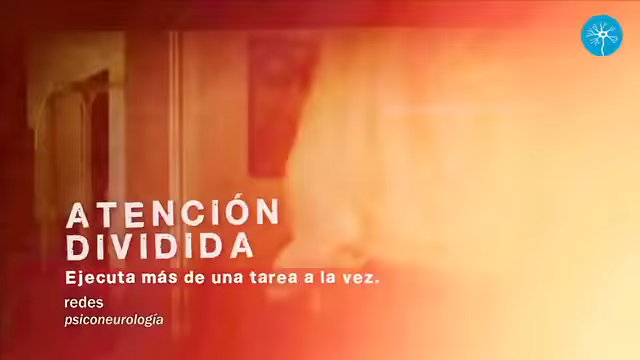 ATENCIÓN
DIVIDIDA
Ejecuta más de una tarea a la vez.
redes
psiconeurología